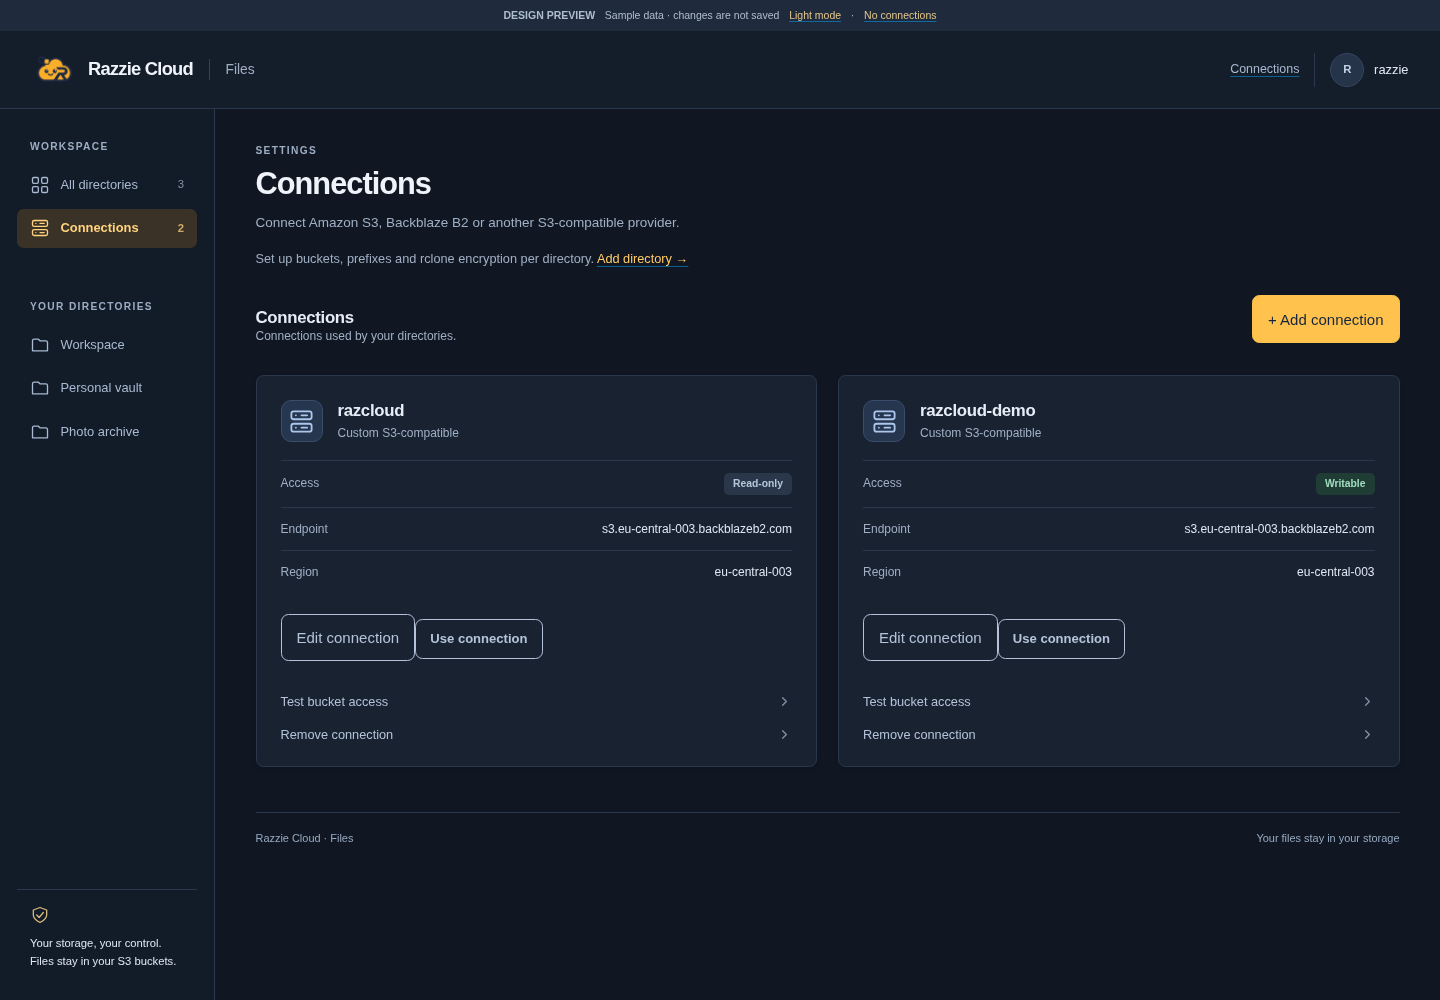 DESIGN PREVIEW Sample data · changes are not saved Light mode · No connections
Razzie Cloud Files
Connections R razzie
WORKSPACE
All directories 3
Connections 2
YOUR DIRECTORIES
Workspace
Personal vault
Photo archive
Your storage, your control.
Files stay in your S3 buckets.
SETTINGS
Connections
Connect Amazon S3, Backblaze B2 or another S3-compatible provider.
Set up buckets, prefixes and rclone encryption per directory. Add directory →
Connections
Connections used by your directories.
+ Add connection
razcloud
Custom S3-compatible
Access Read-only
Endpoint s3.eu-central-003.backblazeb2.com
Region eu-central-003
Edit connection Use connection
Test bucket access
Remove connection
razcloud-demo
Custom S3-compatible
Access Writable
Endpoint s3.eu-central-003.backblazeb2.com
Region eu-central-003
Edit connection Use connection
Test bucket access
Remove connection
Razzie Cloud · Files
Your files stay in your storage